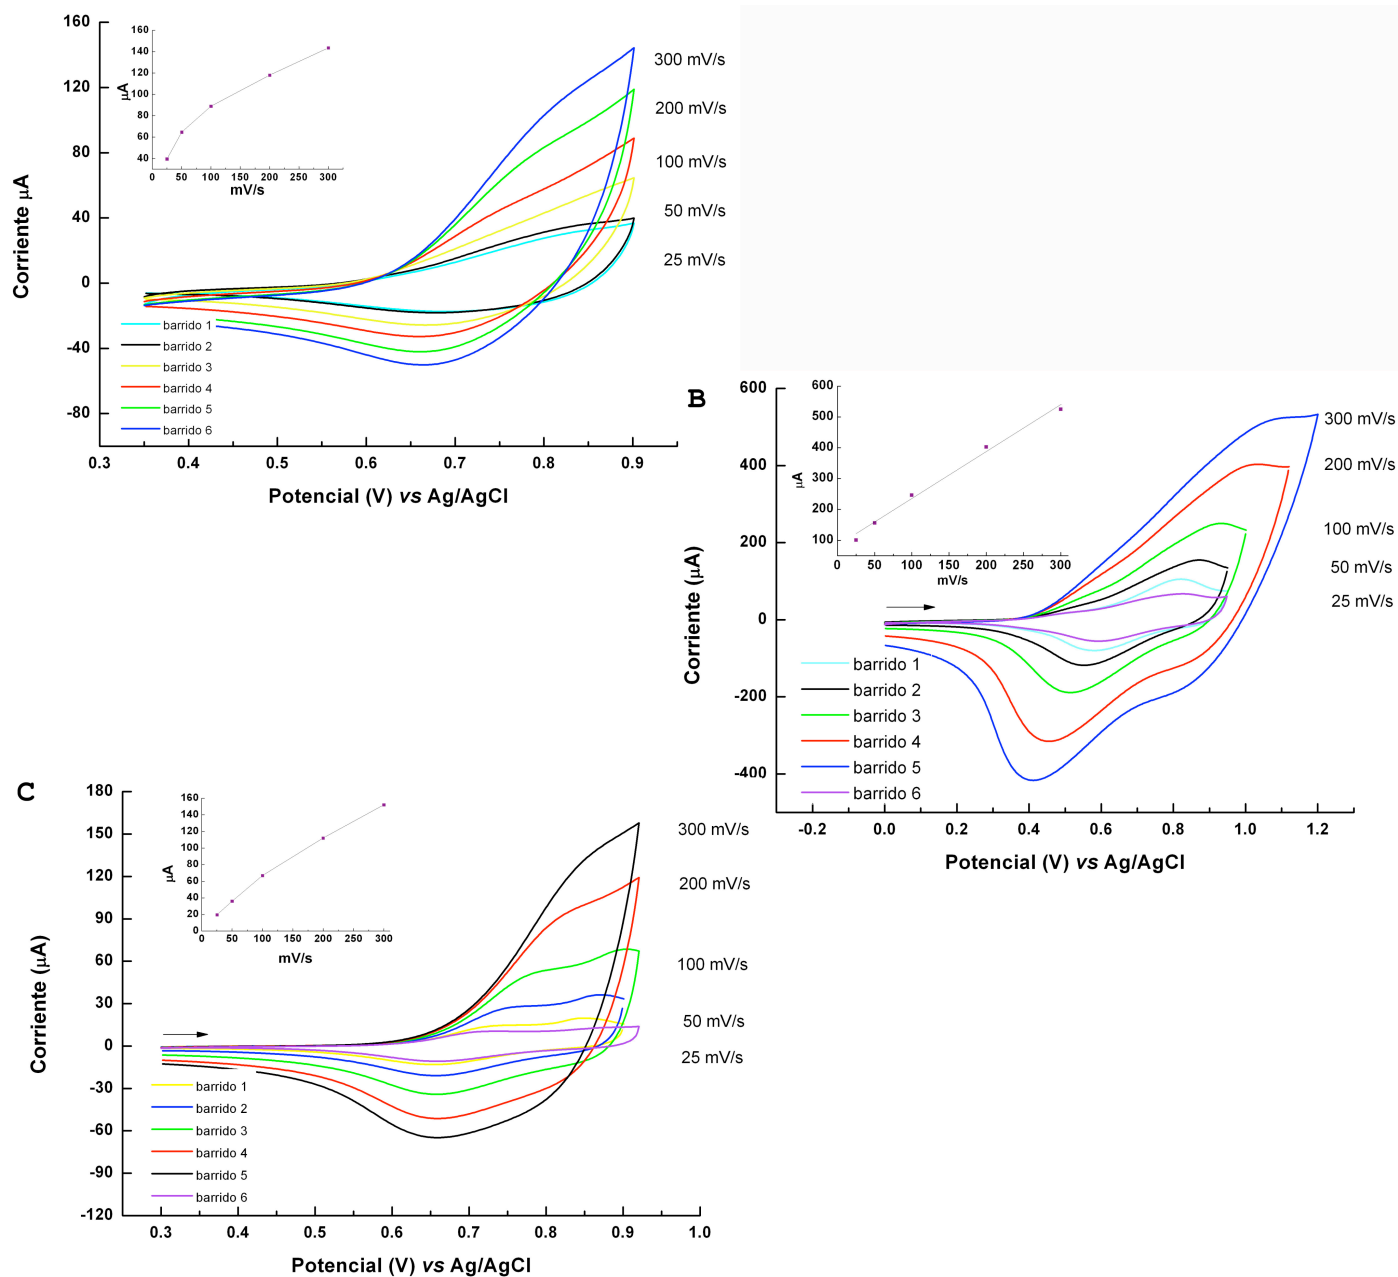 160
120
80
40
0
-40
-80
0.3
0.4
0.5
0.6
0.7
0.8
0.9
Corriente µA
Potencial (V) vs Ag/AgCl
300 mV/s
200 mV/s
100 mV/s
50 mV/s
25 mV/s
barrido 1
barrido 2
barrido 3
barrido 4
barrido 5
barrido 6
160
140
120
100
80
60
40
0
50
100
150
200
250
300
µA
mV/s
B
600
400
200
0
-200
-400
-0.2
0.0
0.2
0.4
0.6
0.8
1.0
1.2
Corriente (µA)
Potencial (V) vs Ag/AgCl
300 mV/s
200 mV/s
100 mV/s
50 mV/s
25 mV/s
barrido 1
barrido 2
barrido 3
barrido 4
barrido 5
barrido 6
600
500
400
300
200
100
0
50
100
150
200
250
300
µA
mV/s
C
180
150
120
90
60
30
0
-30
-60
-90
-120
0.3
0.4
0.5
0.6
0.7
0.8
0.9
1.0
Corriente (µA)
Potencial (V) vs Ag/AgCl
300 mV/s
200 mV/s
100 mV/s
50 mV/s
25 mV/s
barrido 1
barrido 2
barrido 3
barrido 4
barrido 5
barrido 6
160
140
120
100
80
60
40
20
0
0
50
100
150
200
250
300
µA
mV/s